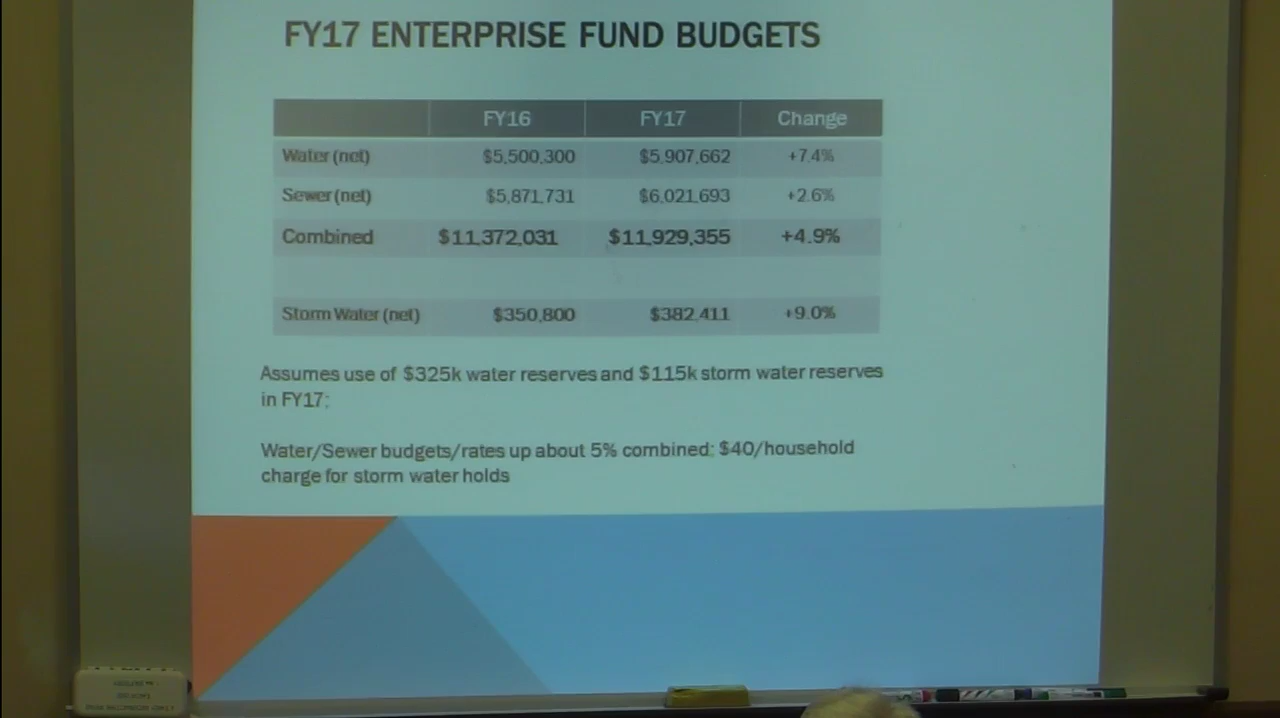 FY17 ENTERPRISE FUND BUDGETS
FY16 FY17 Change
Water (net) $5,500,300 $5,907,662 +7.4%
Sewer (net) $5,871,731 $6,021,693 +2.6%
Combined $11,372,031 $11,929,355 +4.9%
Storm Water (net) $350,800 $382,411 +9.0%
Assumes use of $325k water reserves and $115k storm water reserves
in FY17;
Water/Sewer budgets/rates up about 5% combined; $40/household
charge for storm water holds